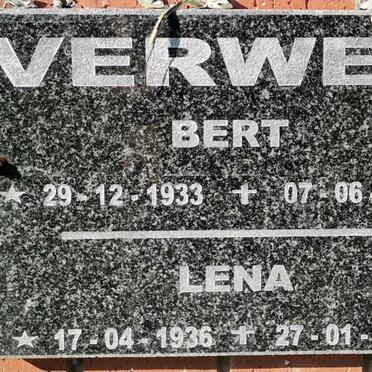 VERWE
BERT
★ 29-12-1933 ✝ 07-06-
LENA
★ 17-04-1936 ✝ 27-01-